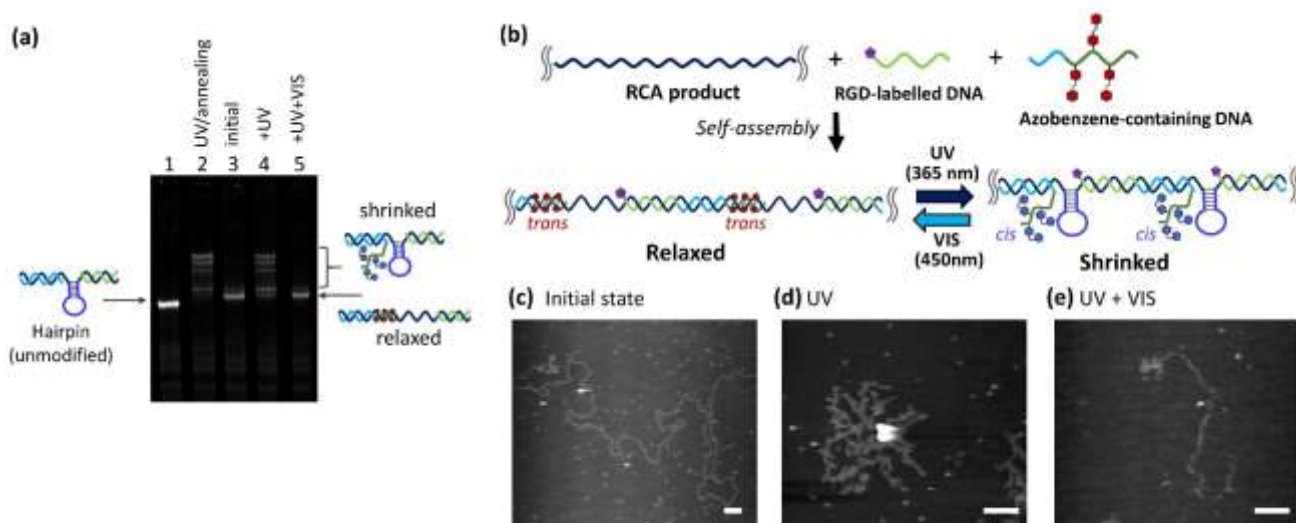 (a)
UV/annealing
initial
+UV
+UV+VIS
1 2 3 4 5
shrinked
Hairpin
(unmodified)
relaxed
(b)
RCA product
+
RGD-labelled DNA
+
Azobenzene-containing DNA
Self-assembly
UV
(365 nm)
trans
trans
cis
cis
Relaxed
VIS
(450nm)
Shrinked
(c) Initial state
(d) UV
(e) UV + VIS